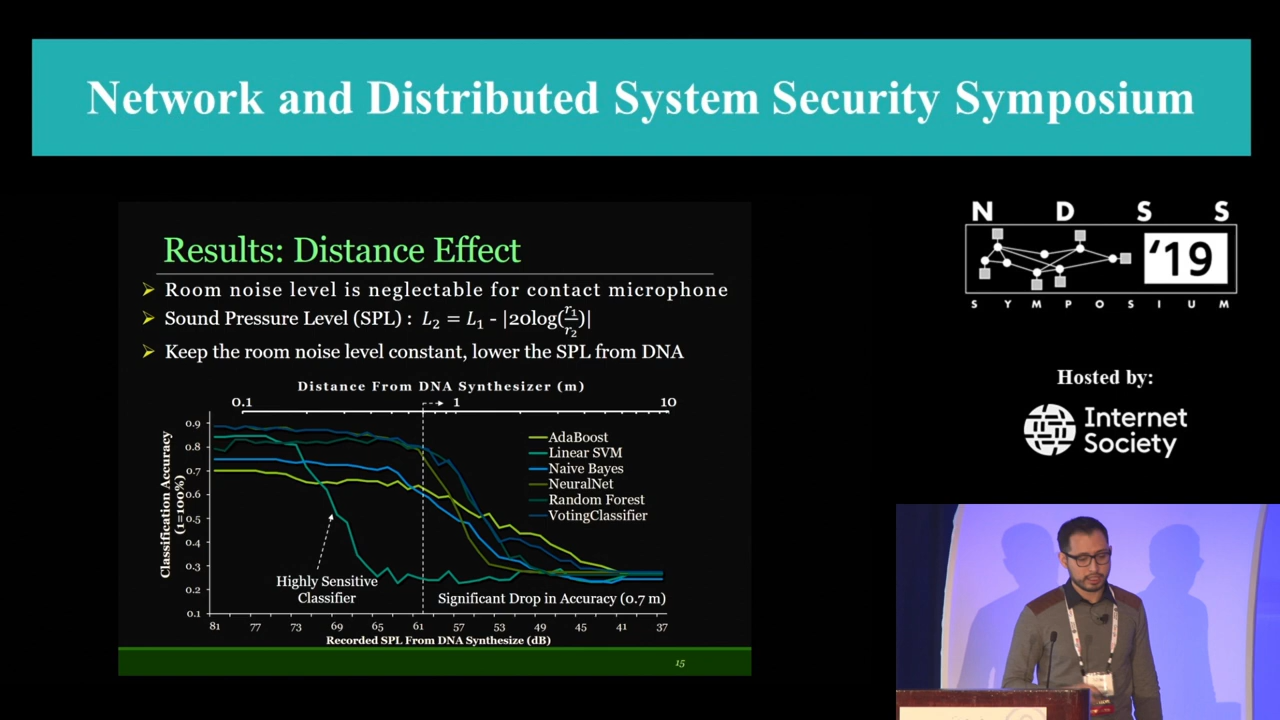 Network and Distributed System Security Symposium
N D S S
'19
S Y M P O S I U M
Hosted by:
Internet
Society
Results: Distance Effect
➢ Room noise level is neglectable for contact microphone
➢ Sound Pressure Level (SPL) : L₂ = L₁ - |20log(r₁/r₂)|
➢ Keep the room noise level constant, lower the SPL from DNA
Distance From DNA Synthesizer (m)
0.1 1 10
Classification Accuracy
(1=100%)
0.9
0.8
0.7
0.6
0.5
0.4
0.3
0.2
0.1
AdaBoost
Linear SVM
Naive Bayes
NeuralNet
Random Forest
VotingClassifier
Highly Sensitive
Classifier
Significant Drop in Accuracy (0.7 m)
81 77 73 69 65 61 57 53 49 45 41 37
Recorded SPL From DNA Synthesize (dB)
15